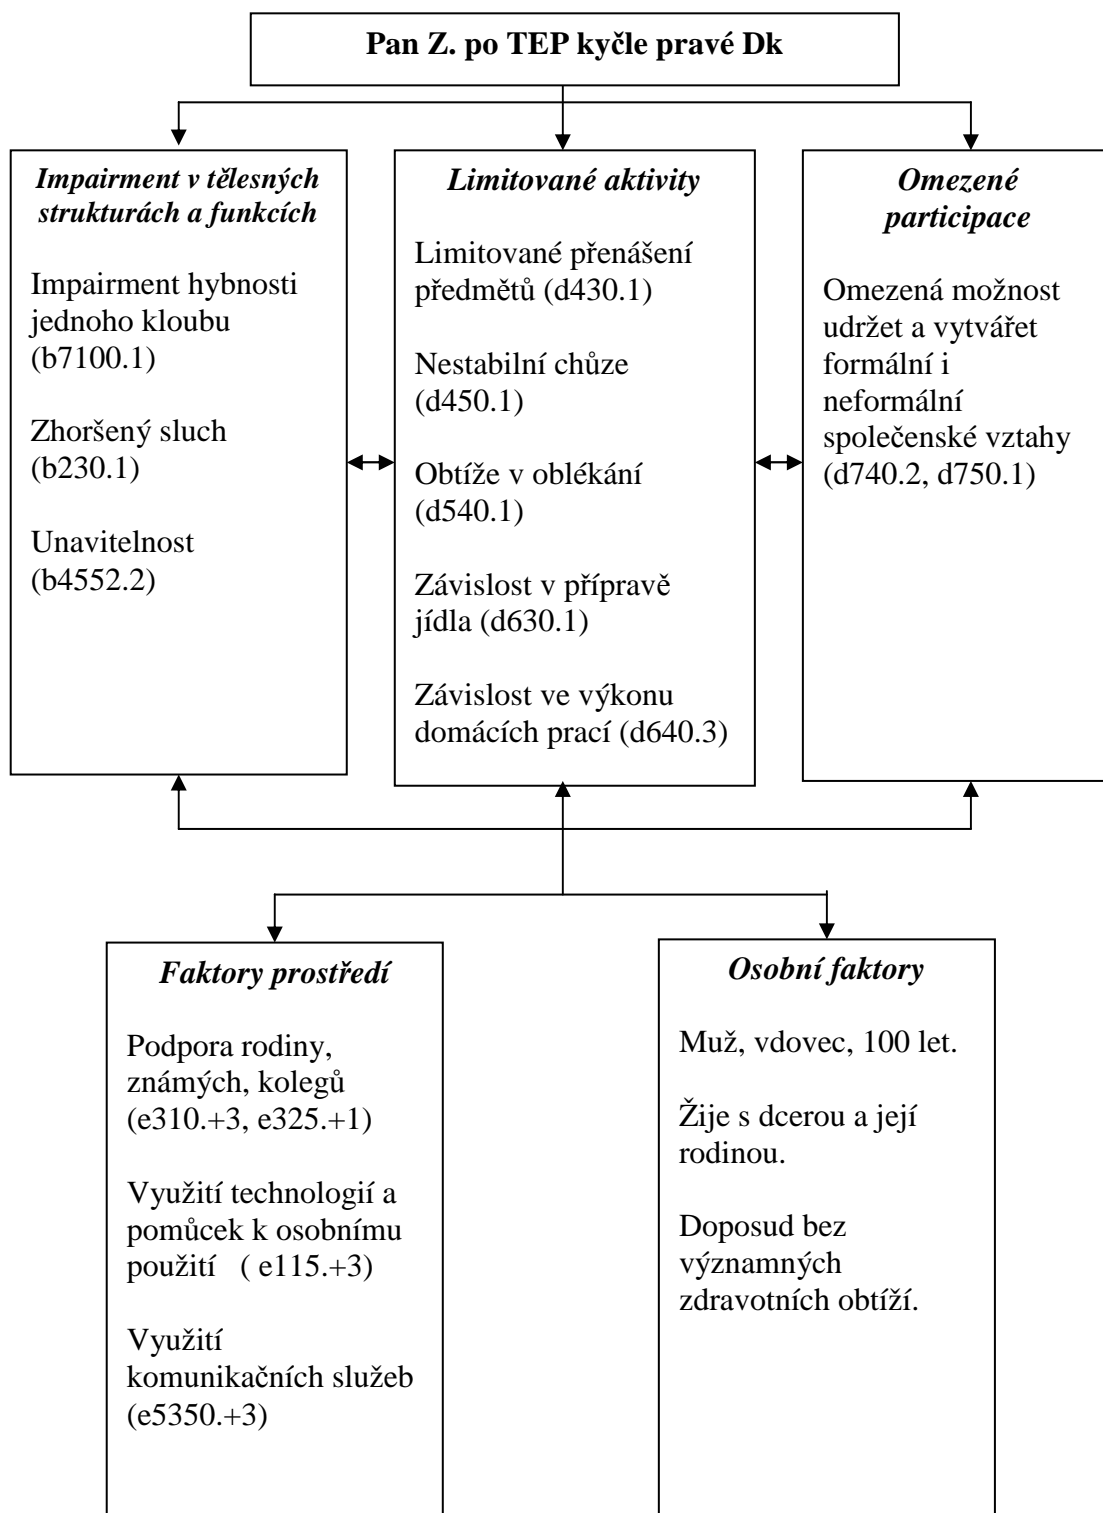 Pan Z. po TEP kyčle pravé Dk
Impairment v tělesných
strukturách a funkcích
Impairment hybnosti
jednoho kloubu
(b7100.1)
Zhoršený sluch
(b230.1)
Unavitelnost
(b4552.2)
Limitované aktivity
Limitované přenášení
předmětů (d430.1)
Nestabilní chůze
(d450.1)
Obtíže v oblékání
(d540.1)
Závislost v přípravě
jídla (d630.1)
Závislost ve výkonu
domácích prací (d640.3)
Omezené
participace
Omezená možnost
udržet a vytvářet
formální i
neformální
společenské vztahy
(d740.2, d750.1)
Faktory prostředí
Podpora rodiny,
známých, kolegů
(e310.+3, e325.+1)
Využití technologií a
pomůcek k osobnímu
použití ( e115.+3)
Využití
komunikačních služeb
(e5350.+3)
Osobní faktory
Muž, vdovec, 100 let.
Žije s dcerou a její
rodinou.
Doposud bez
významných
zdravotních obtíží.